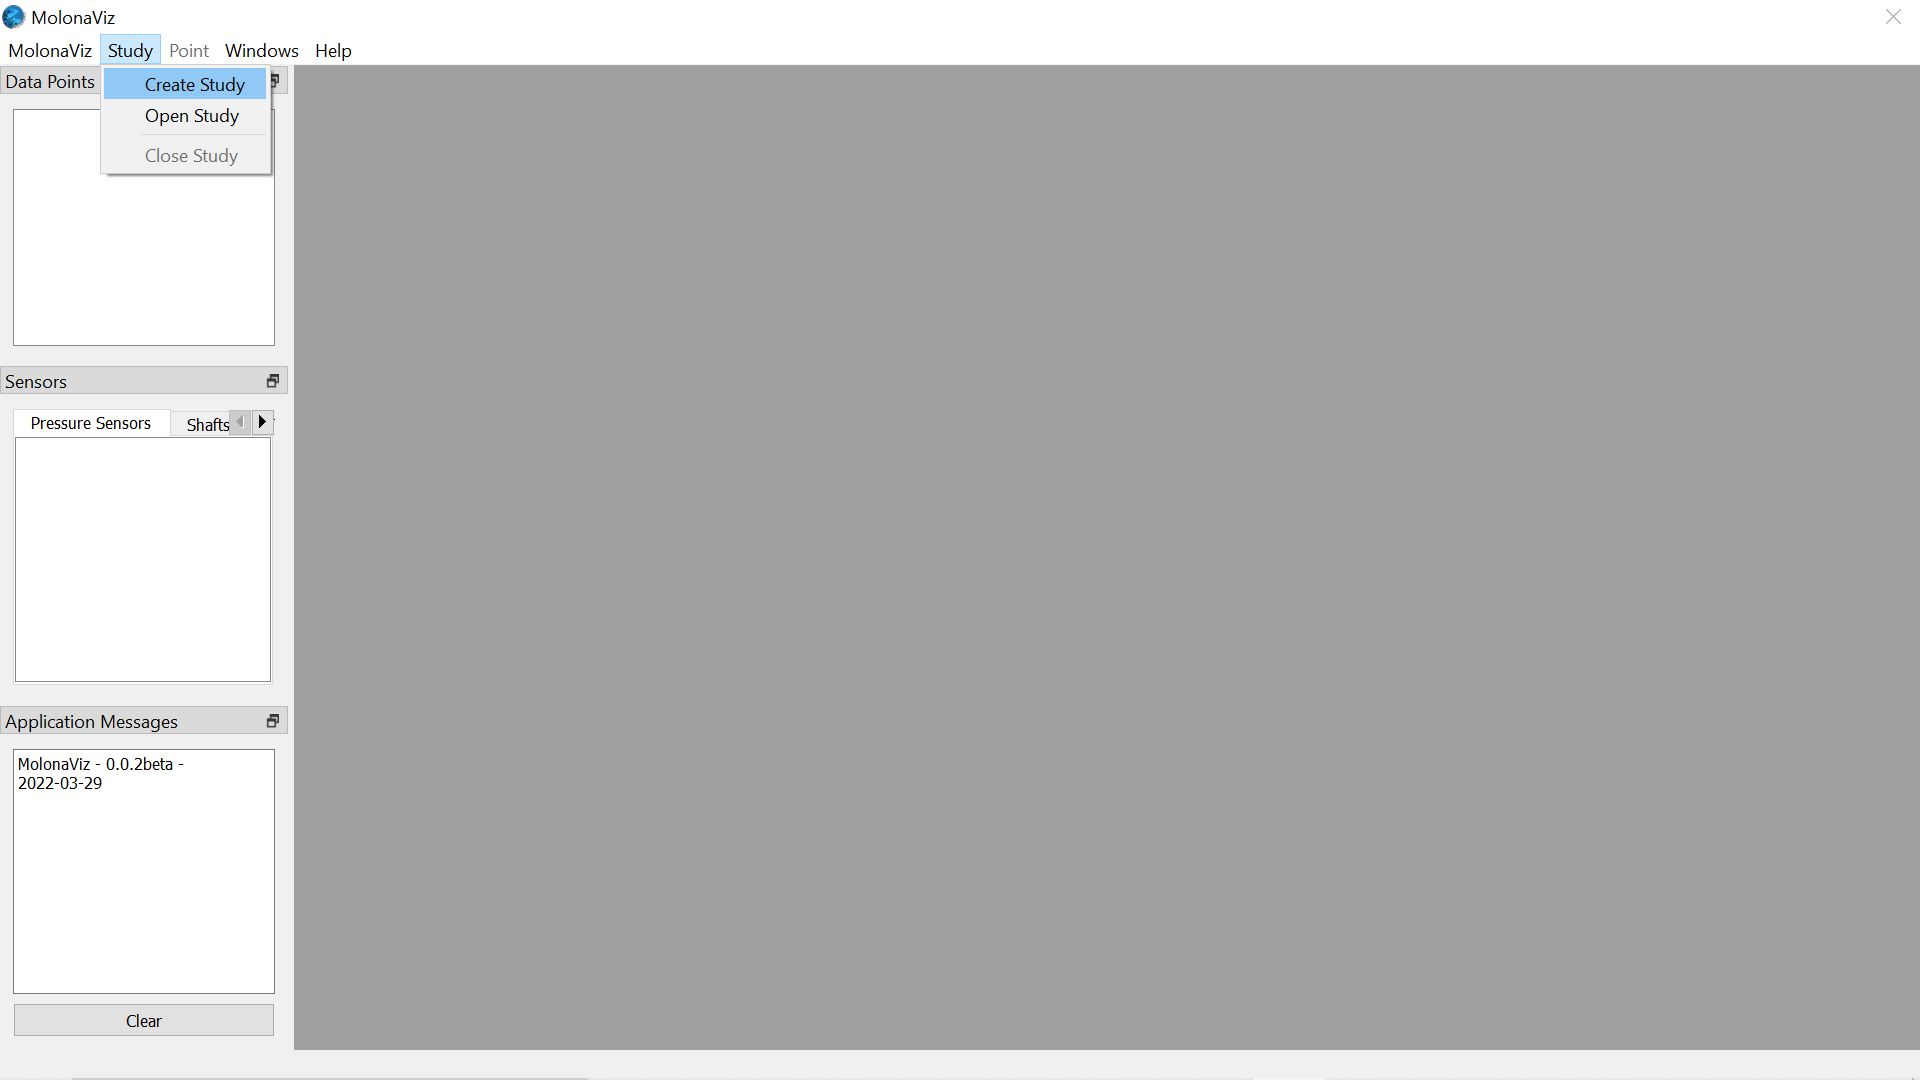 MolonaViz
MolonaViz Study Point Windows Help
Data Points
Create Study
Open Study
Close Study
Sensors
Pressure Sensors Shafts
Application Messages
MolonaViz - 0.0.2beta -
2022-03-29
Clear